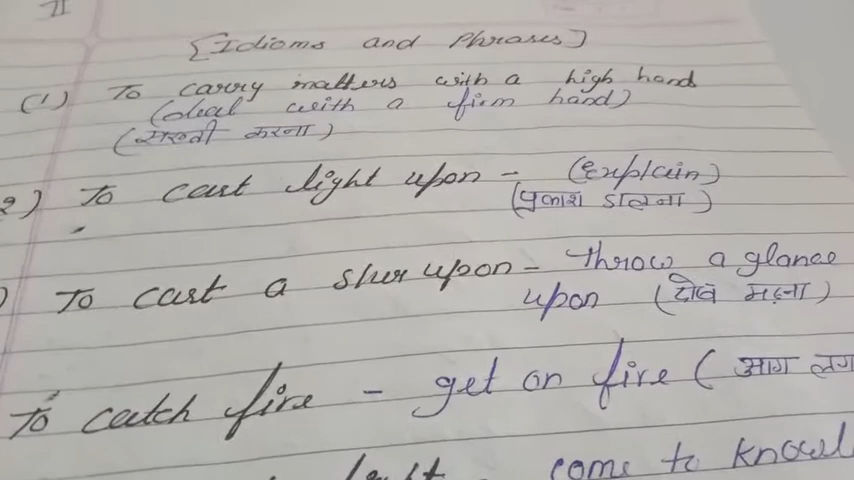 II
[Idioms and Phrases]
(1) To carry matters with a high hand
(deal with a firm hand)
(सख्ती करना)
2) To cast light upon - (Explain)
(प्रकाश डालना)
) To cast a slur upon - Throw a glance
upon (दोष मढ़ना)
To catch fire - get on fire (आग लग
come to knowl